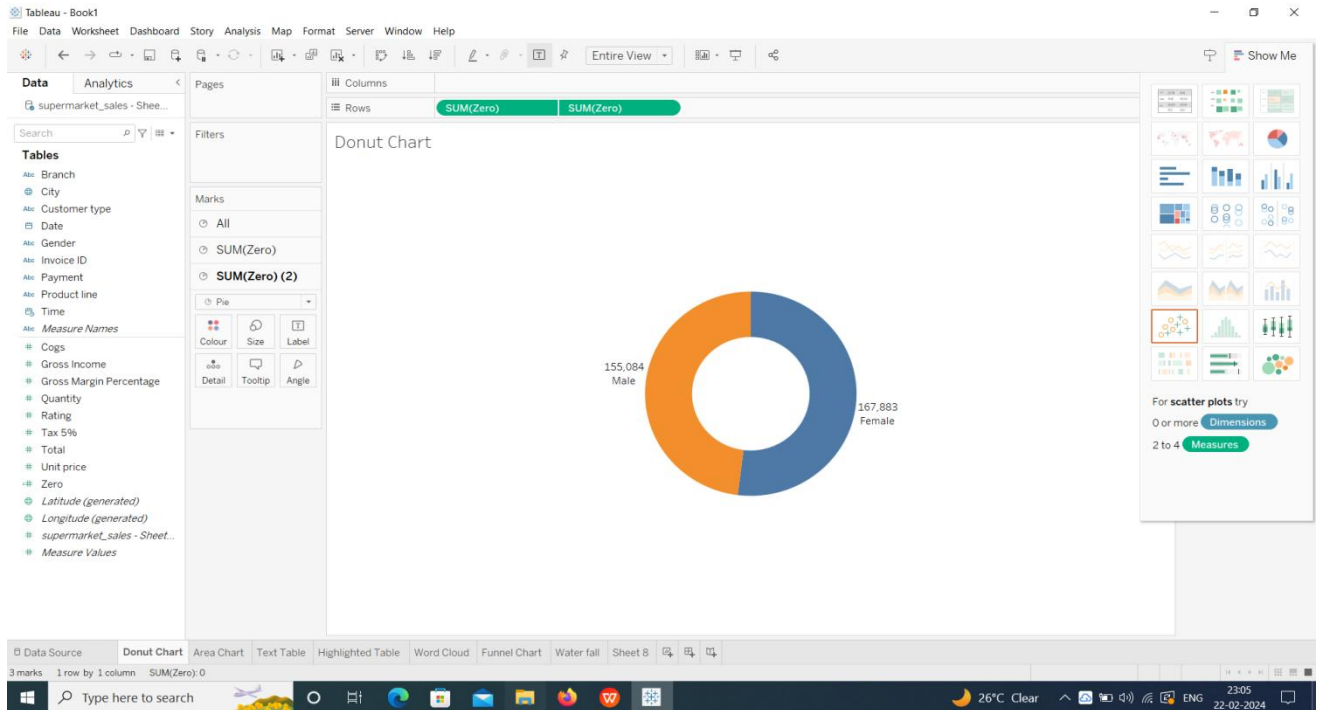 Tableau - Book1
File Data Worksheet Dashboard Story Analysis Map Format Server Window Help
Entire View
Show Me
Data Analytics
supermarket_sales - Shee...
Search
Tables
Abc Branch
City
Abc Customer type
Date
Abc Gender
Abc Invoice ID
Abc Payment
Abc Product line
Time
Abc Measure Names
# Cogs
# Gross Income
# Gross Margin Percentage
# Quantity
# Rating
# Tax 5%
# Total
# Unit price
=# Zero
Latitude (generated)
Longitude (generated)
# supermarket_sales - Sheet...
# Measure Values
Pages
Filters
Marks
All
SUM(Zero)
SUM(Zero) (2)
Pie
Colour Size Label
Detail Tooltip Angle
Columns
Rows SUM(Zero) SUM(Zero)
Donut Chart
155,084
Male
167,883
Female
For scatter plots try
0 or more Dimensions
2 to 4 Measures
Data Source Donut Chart Area Chart Text Table Highlighted Table Word Cloud Funnel Chart Water fall Sheet 8
3 marks 1 row by 1 column SUM(Zero): 0
Type here to search
26°C Clear
ENG
23:05
22-02-2024